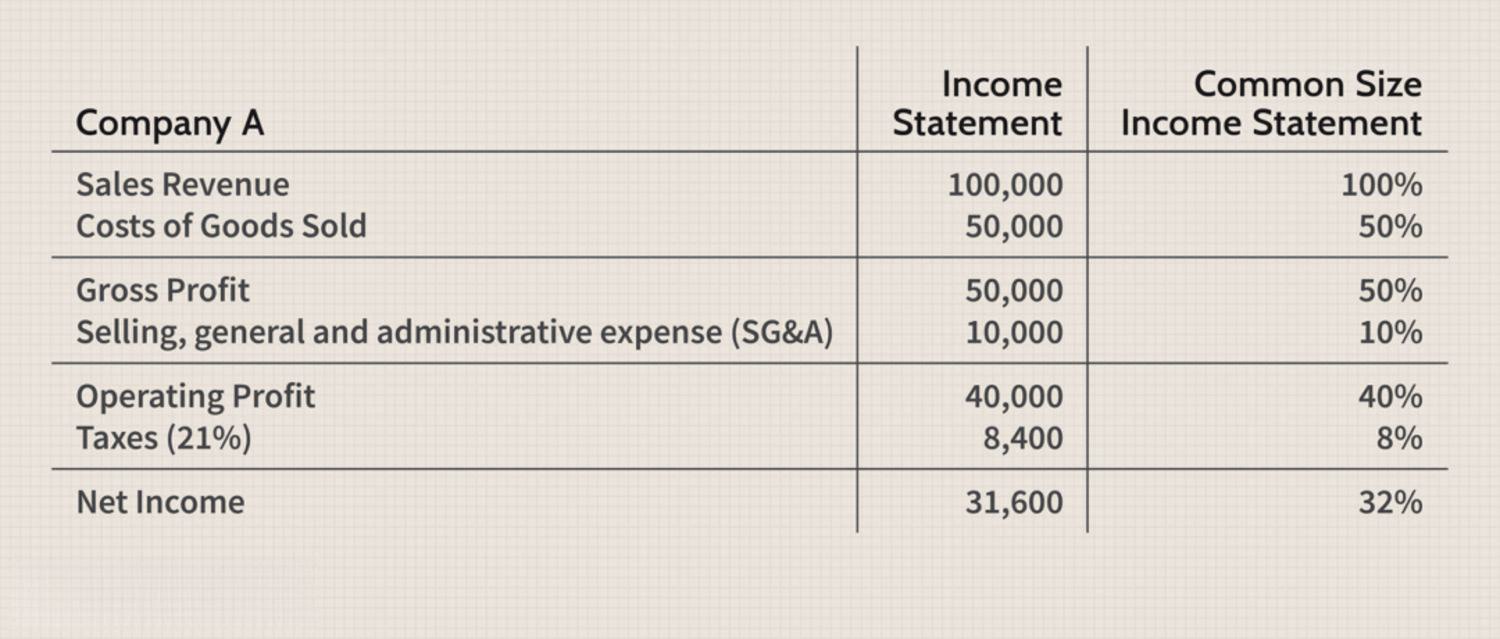 Company A Income Statement Common Size Income Statement
Sales Revenue 100,000 100%
Costs of Goods Sold 50,000 50%
Gross Profit 50,000 50%
Selling, general and administrative expense (SG&A) 10,000 10%
Operating Profit 40,000 40%
Taxes (21%) 8,400 8%
Net Income 31,600 32%